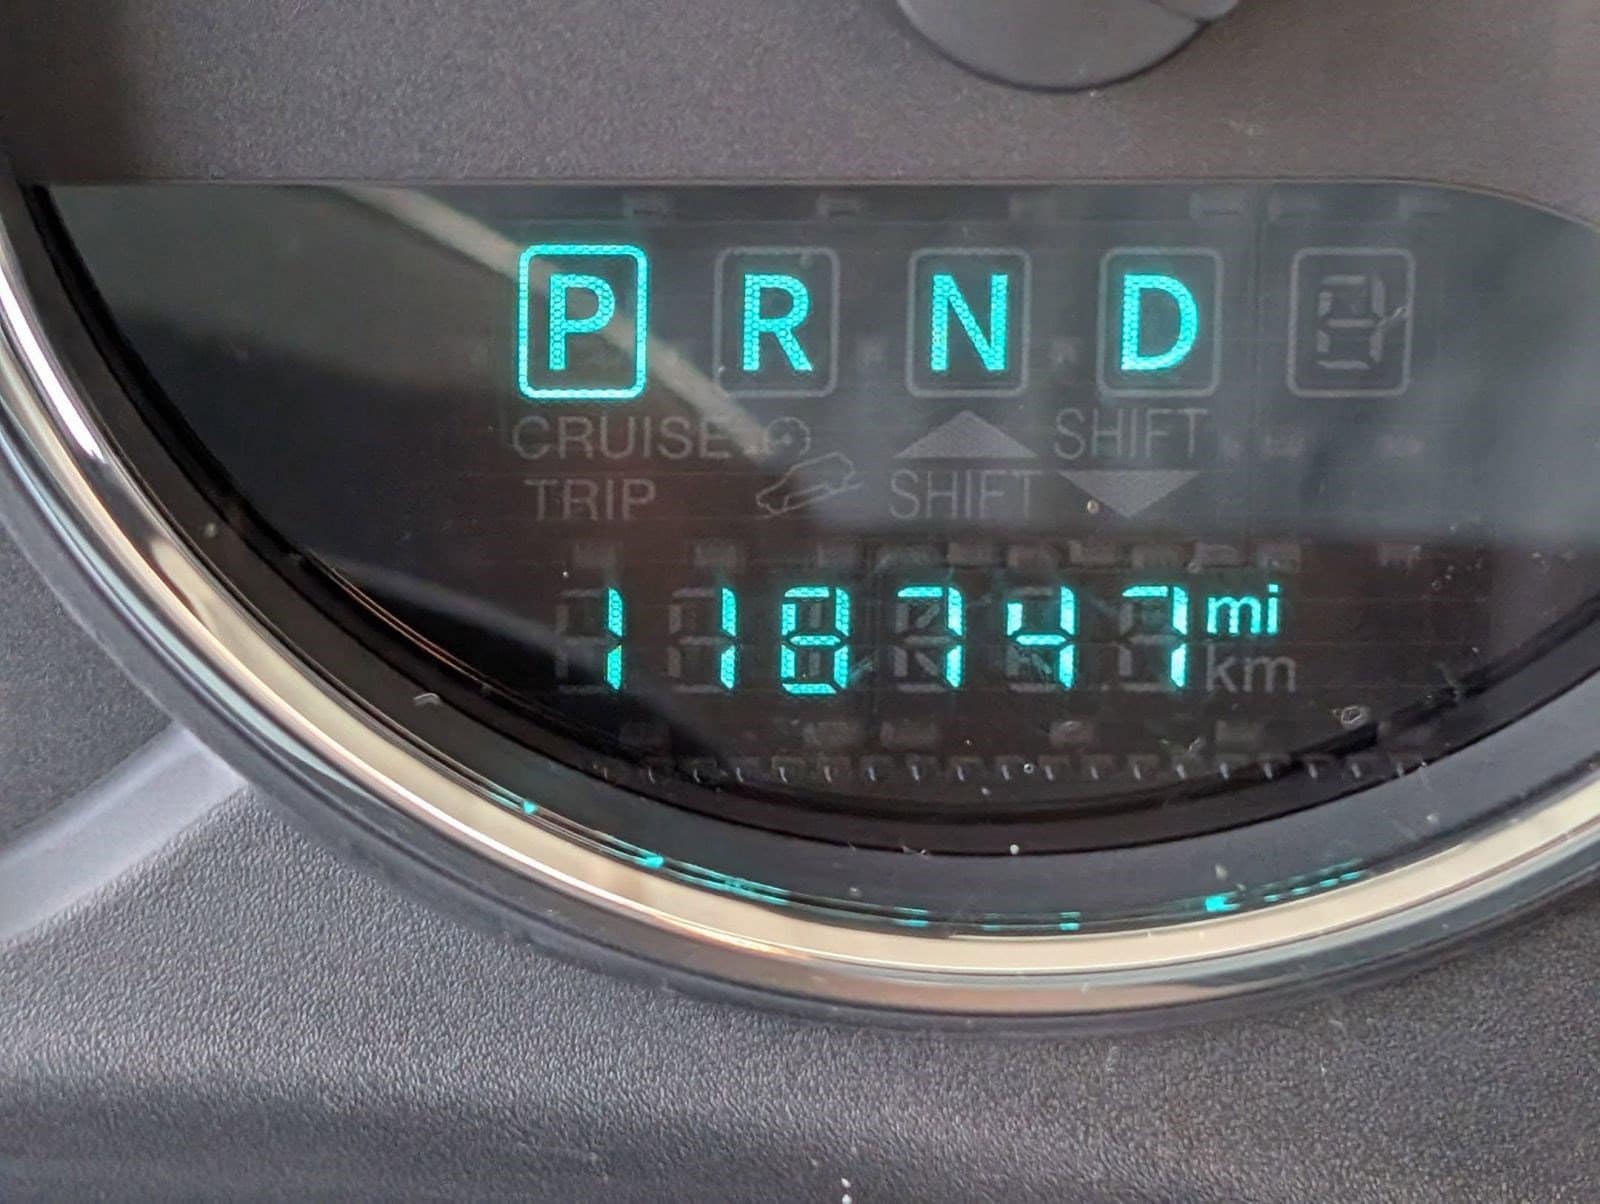 P R N D
CRUISE SHIFT
TRIP SHIFT
118747 mi
km